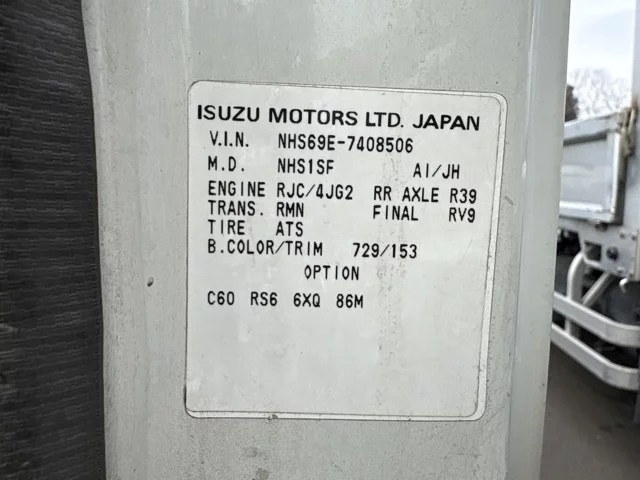 ISUZU MOTORS LTD. JAPAN
V.I.N. NHS69E-7408506
M.D. NHS1SF AI/JH
ENGINE RJC/4JG2 RR AXLE R39
TRANS. RMN FINAL RV9
TIRE ATS
B.COLOR/TRIM 729/153
OPTION
C60 RS6 6XQ 86M